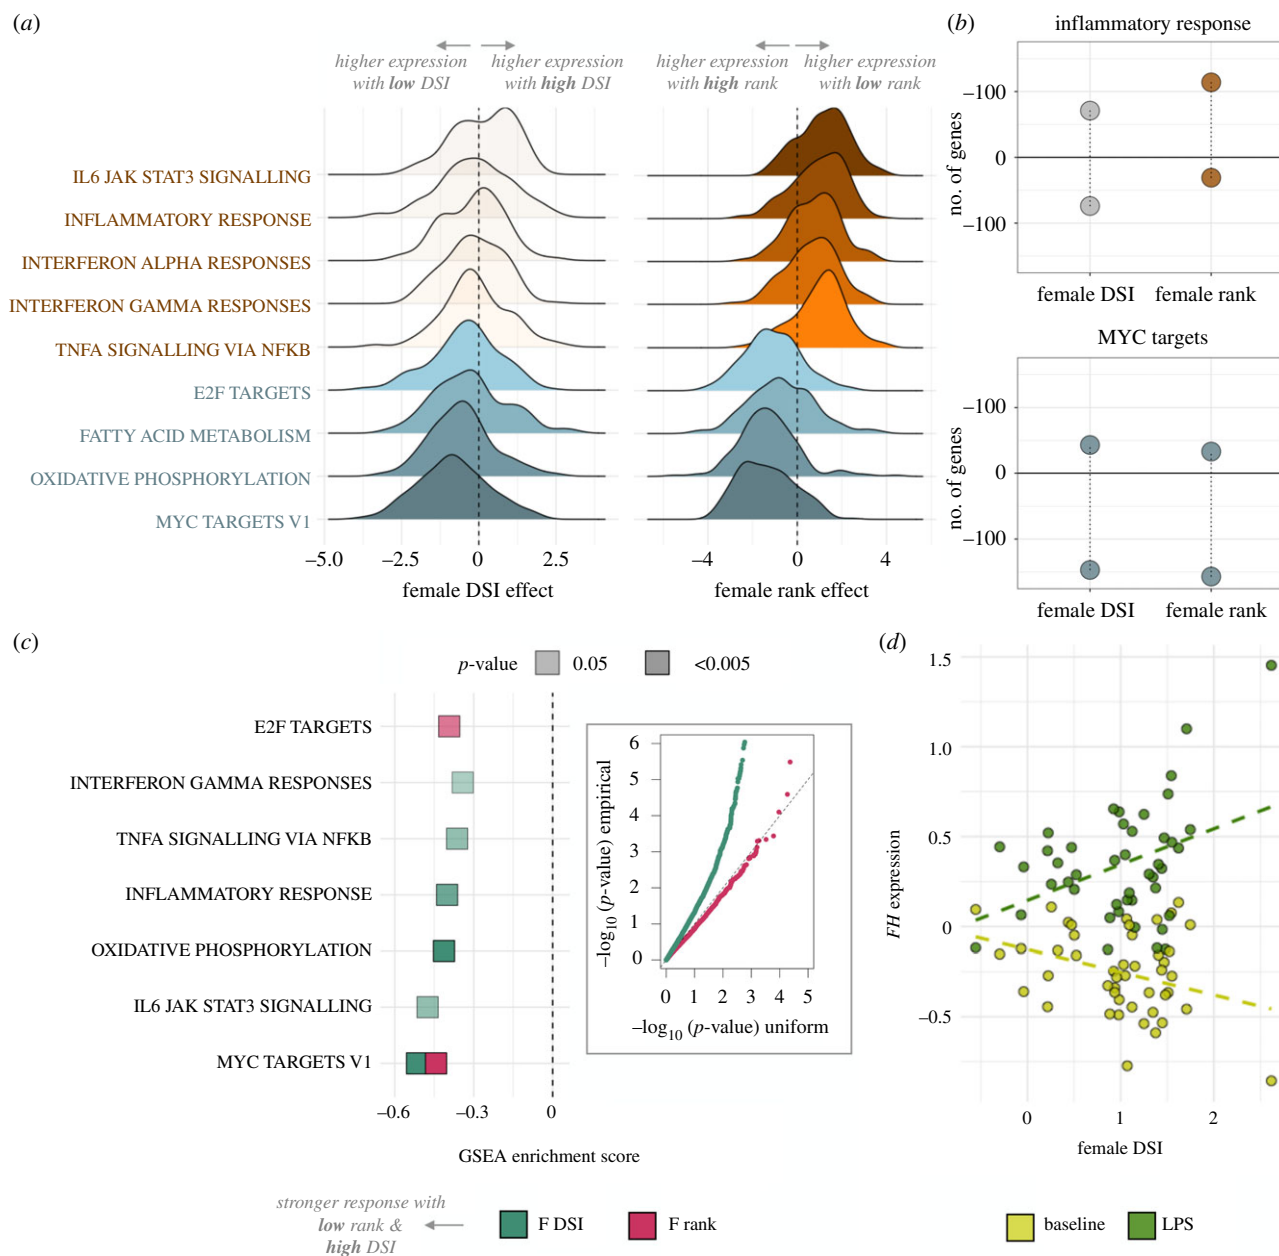 (a)
higher expression
with low DSI
higher expression
with high DSI
higher expression
with high rank
higher expression
with low rank
IL6 JAK STAT3 SIGNALLING
INFLAMMATORY RESPONSE
INTERFERON ALPHA RESPONSES
INTERFERON GAMMA RESPONSES
TNFA SIGNALLING VIA NFKB
E2F TARGETS
FATTY ACID METABOLISM
OXIDATIVE PHOSPHORYLATION
MYC TARGETS V1
−5.0 −2.5 0 2.5
female DSI effect
−4 0 4
female rank effect
(b)
inflammatory response
−100
0
−100
no. of genes
female DSI female rank
MYC targets
−100
0
−100
no. of genes
female DSI female rank
(c)
p-value 0.05 <0.005
E2F TARGETS
INTERFERON GAMMA RESPONSES
TNFA SIGNALLING VIA NFKB
INFLAMMATORY RESPONSE
OXIDATIVE PHOSPHORYLATION
IL6 JAK STAT3 SIGNALLING
MYC TARGETS V1
−0.6 −0.3 0
GSEA enrichment score
−log10 (p-value) empirical
6
5
4
3
2
1
0
0 1 2 3 4 5
−log10 (p-value) uniform
stronger response with
low rank &
high DSI
F DSI F rank
(d)
1.5
1.0
0.5
0
−0.5
FH expression
0 1 2
female DSI
baseline LPS